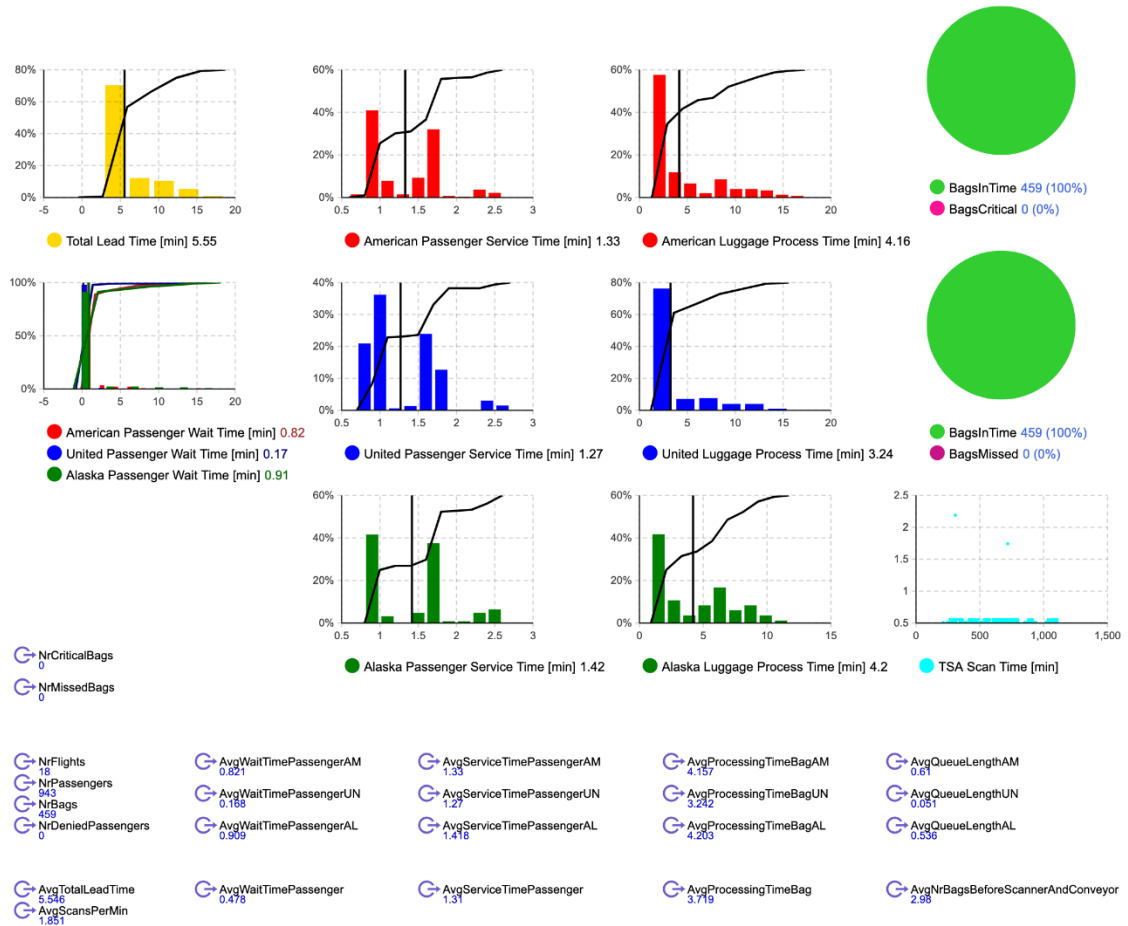 80%
60%
40%
20%
0%
-5 0 5 10 15 20
Total Lead Time [min] 5.55
60%
40%
20%
0%
0.5 1 1.5 2 2.5 3
American Passenger Service Time [min] 1.33
60%
40%
20%
0%
0 5 10 15 20
American Luggage Process Time [min] 4.16
BagsInTime 459 (100%)
BagsCritical 0 (0%)
100%
50%
0%
-5 0 5 10 15 20
American Passenger Wait Time [min] 0.82
United Passenger Wait Time [min] 0.17
Alaska Passenger Wait Time [min] 0.91
40%
30%
20%
10%
0%
0.5 1 1.5 2 2.5 3
United Passenger Service Time [min] 1.27
80%
60%
40%
20%
0%
0 5 10 15 20
United Luggage Process Time [min] 3.24
BagsInTime 459 (100%)
BagsMissed 0 (0%)
60%
40%
20%
0%
0.5 1 1.5 2 2.5 3
Alaska Passenger Service Time [min] 1.42
60%
40%
20%
0%
0 5 10 15
Alaska Luggage Process Time [min] 4.2
2.5
2
1.5
1
0.5
0 500 1,000 1,500
TSA Scan Time [min]
NrCriticalBags
0
NrMissedBags
0
NrFlights
18
NrPassengers
943
NrBags
459
NrDeniedPassengers
0
AvgWaitTimePassengerAM
0.821
AvgWaitTimePassengerUN
0.168
AvgWaitTimePassengerAL
0.909
AvgServiceTimePassengerAM
1.33
AvgServiceTimePassengerUN
1.27
AvgServiceTimePassengerAL
1.418
AvgProcessingTimeBagAM
4.157
AvgProcessingTimeBagUN
3.242
AvgProcessingTimeBagAL
4.203
AvgQueueLengthAM
0.61
AvgQueueLengthUN
0.051
AvgQueueLengthAL
0.536
AvgTotalLeadTime
5.546
AvgScansPerMin
1.851
AvgWaitTimePassenger
0.478
AvgServiceTimePassenger
1.31
AvgProcessingTimeBag
3.719
AvgNrBagsBeforeScannerAndConveyor
2.98